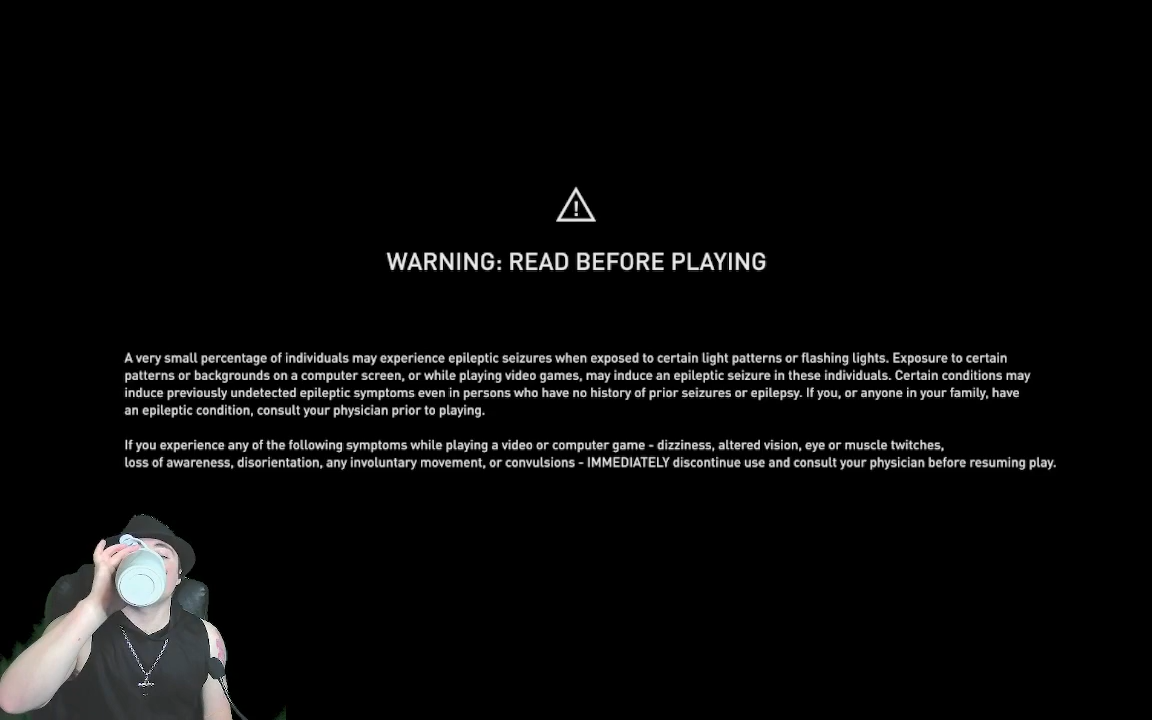 WARNING: READ BEFORE PLAYING
A very small percentage of individuals may experience epileptic seizures when exposed to certain light patterns or flashing lights. Exposure to certain
patterns or backgrounds on a computer screen, or while playing video games, may induce an epileptic seizure in these individuals. Certain conditions may
induce previously undetected epileptic symptoms even in persons who have no history of prior seizures or epilepsy. If you, or anyone in your family, have
an epileptic condition, consult your physician prior to playing.
If you experience any of the following symptoms while playing a video or computer game - dizziness, altered vision, eye or muscle twitches,
loss of awareness, disorientation, any involuntary movement, or convulsions - IMMEDIATELY discontinue use and consult your physician before resuming play.